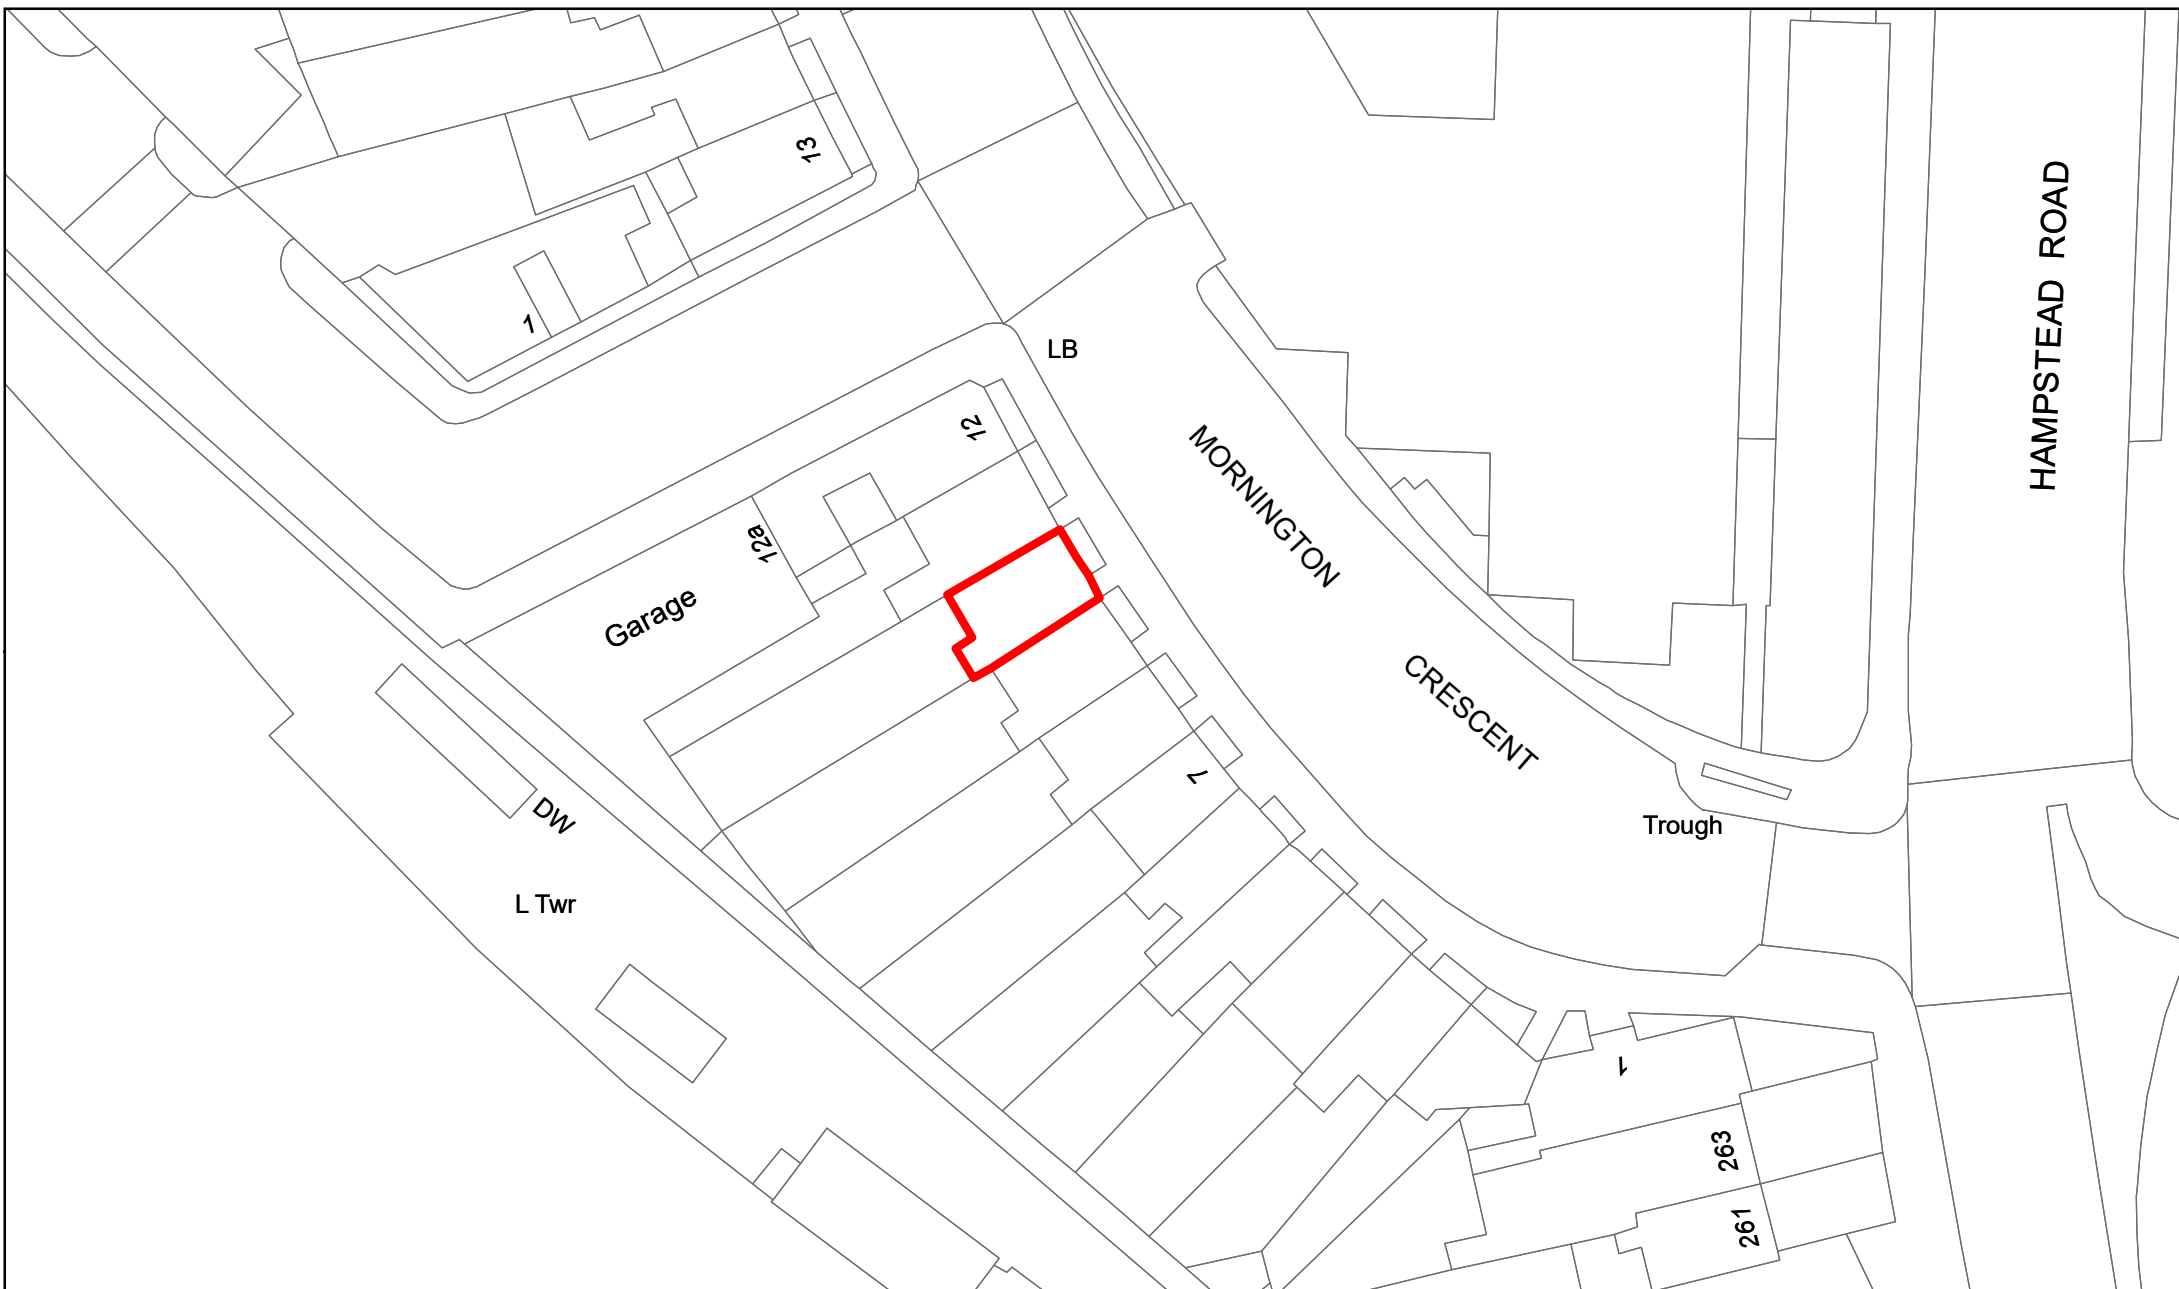 13
1
LB
HAMPSTEAD ROAD
12
MORNINGTON
12a
Garage
CRESCENT
7
DW
Trough
L Twr
1
263
261